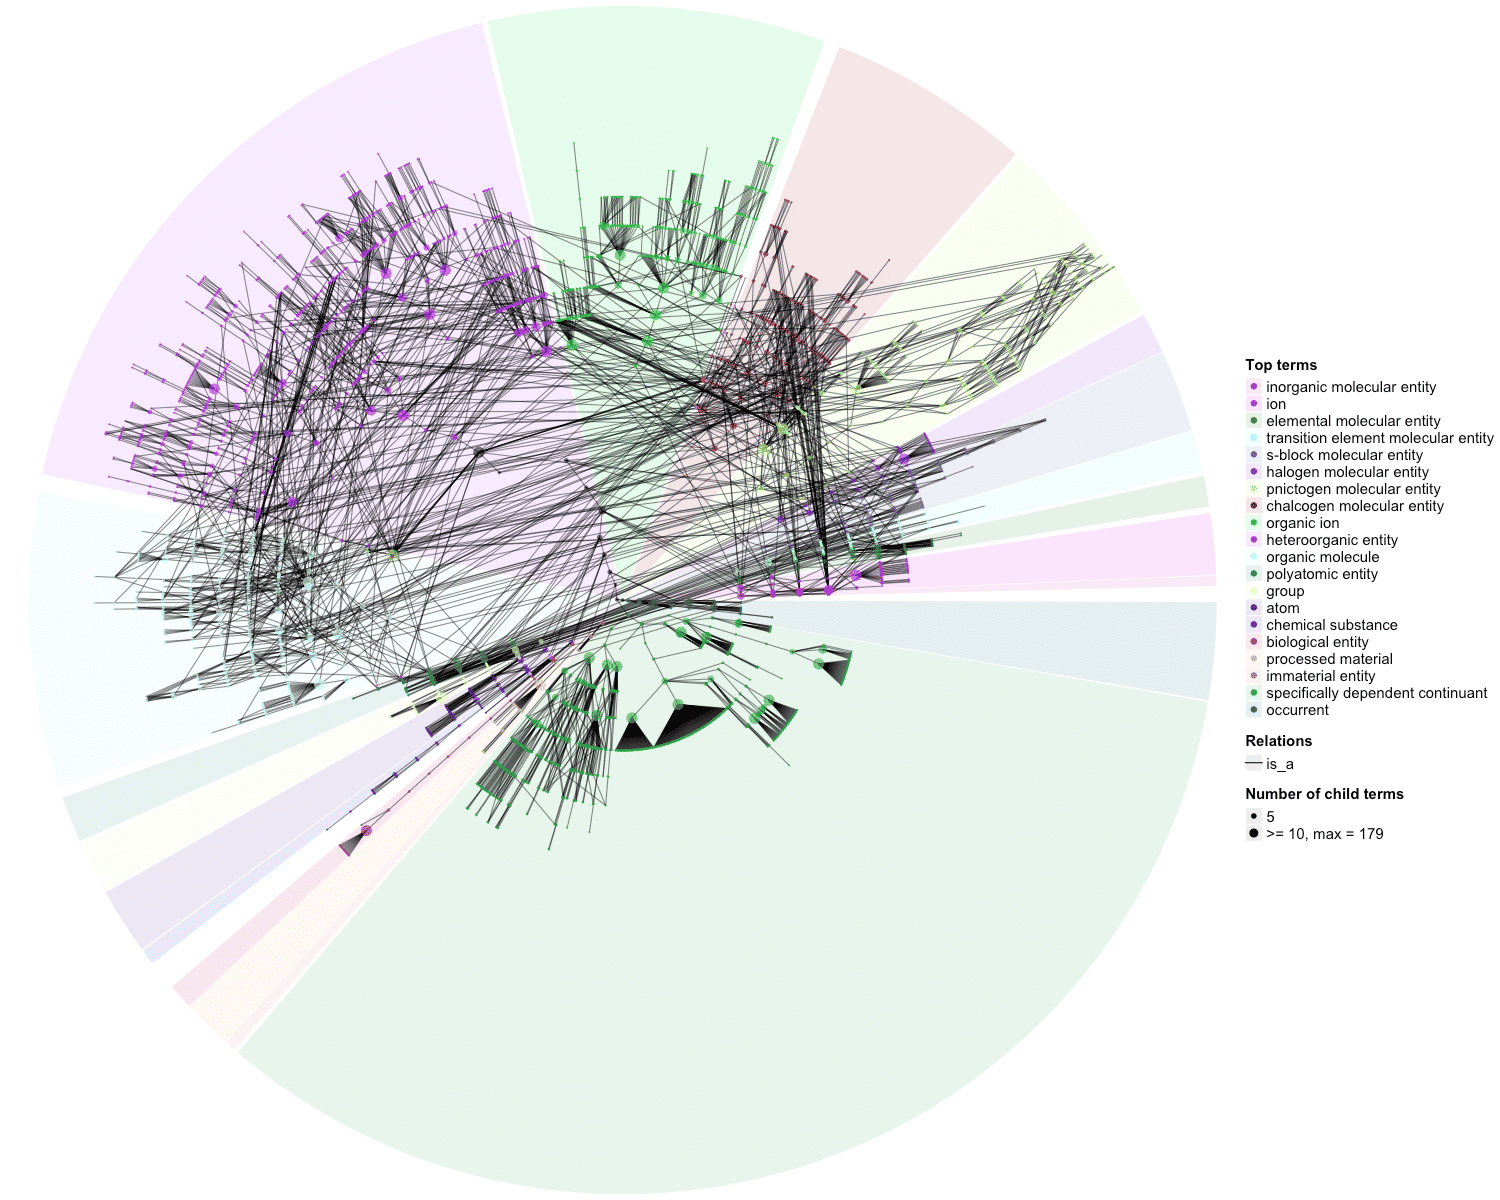 Top terms
inorganic molecular entity
ion
elemental molecular entity
transition element molecular entity
s-block molecular entity
halogen molecular entity
pnictogen molecular entity
chalcogen molecular entity
organic ion
heteroorganic entity
organic molecule
polyatomic entity
group
atom
chemical substance
biological entity
processed material
immaterial entity
specifically dependent continuant
occurrent
Relations
is_a
Number of child terms
5
>= 10, max = 179